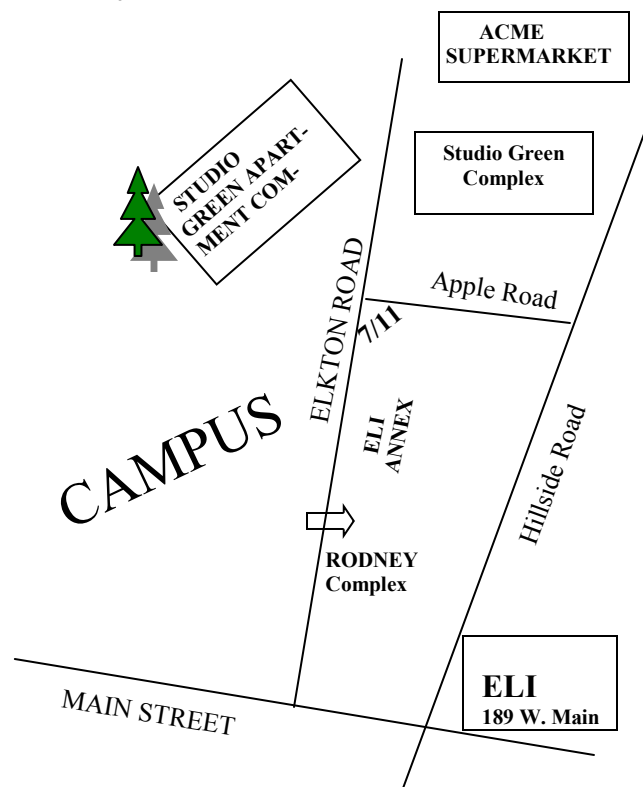 ACME
SUPERMARKET
STUDIO
GREEN APART-
MENT COM-
Studio Green
Complex
ELKTON ROAD
Apple Road
7/11
ELI
ANNEX
CAMPUS
Hillside Road
RODNEY
Complex
MAIN STREET
ELI
189 W. Main